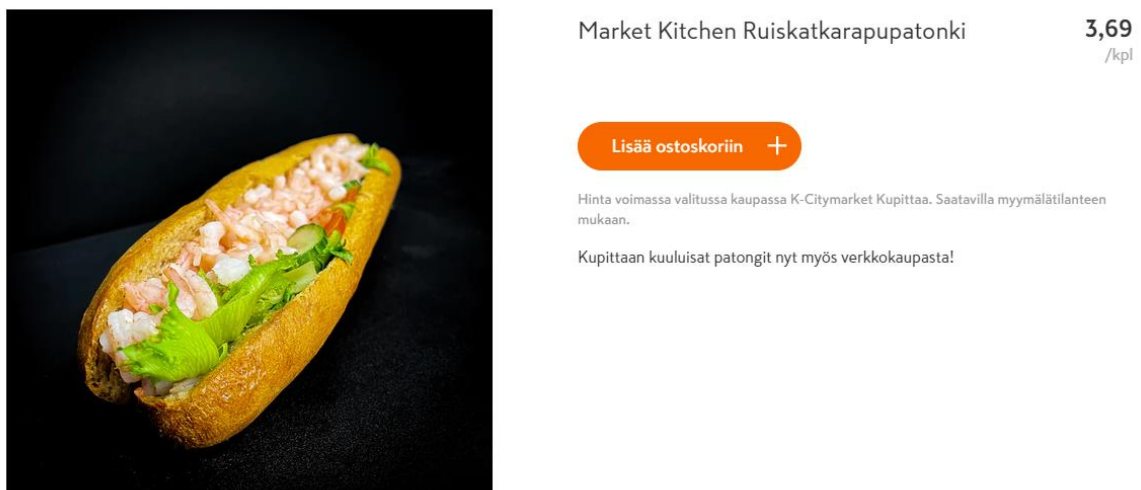 Market Kitchen Ruiskatkarapupatonki
3,69
/kpl
Lisää ostoskoriin
Hinta voimassa valitussa kaupassa K-Citymarket Kupittaa. Saatavilla myymälätilanteen
mukaan.
Kupittaan kuuluisat patongit nyt myös verkkokaupasta!